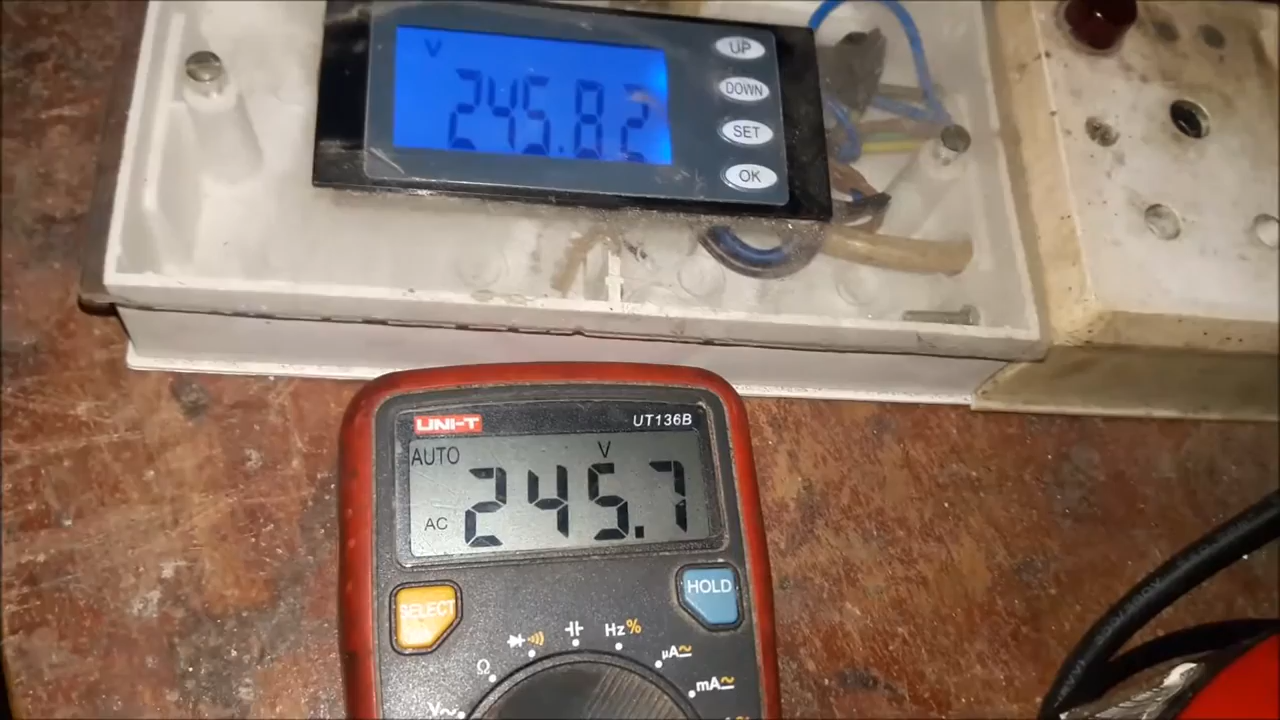 V
245.82
UP
DOWN
SET
OK
UNI-T
UT136B
AUTO
V
AC
245.7
SELECT
HOLD
Hz%
Ω
µA
mA
V